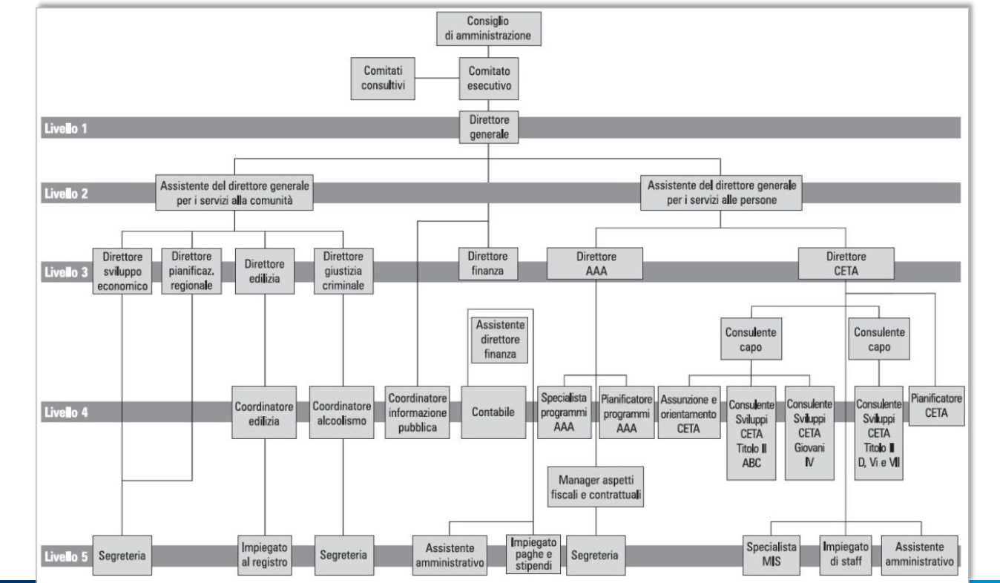 Consiglio
di amministrazione
Comitati
consultivi
Comitato
esecutivo
Livello 1
Direttore
generale
Livello 2
Assistente del direttore generale
per i servizi alla comunità
Assistente del direttore generale
per i servizi alle persone
Livello 3
Direttore
sviluppo
economico
Direttore
pianificaz.
regionale
Direttore
edilizia
Direttore
giustizia
criminale
Direttore
finanza
Direttore
AAA
Direttore
CETA
Assistente
direttore
finanza
Consulente
capo
Consulente
capo
Livello 4
Coordinatore
edilizia
Coordinatore
alcoolismo
Coordinatore
informazione
pubblica
Contabile
Specialista
programmi
AAA
Pianificatore
programmi
AAA
Assunzione e
orientamento
CETA
Consulente
Sviluppi
CETA
Titolo II
ABC
Consulente
Sviluppi
CETA
Giovani
IV
Consulente
Sviluppi
CETA
Titolo II
D, Vi e VII
Pianificatore
CETA
Manager aspetti
fiscali e contrattuali
Livello 5
Segreteria
Impiegato
al registro
Segreteria
Assistente
amministrativo
Impiegato
paghe e
stipendi
Segreteria
Specialista
MIS
Impiegato
di staff
Assistente
amministrativo